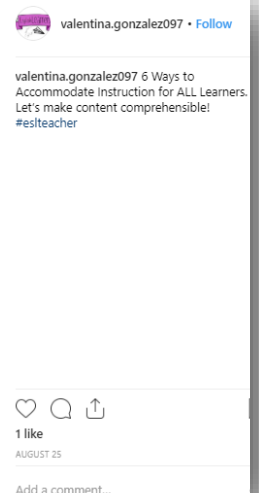 valentina.gonzalez097 • Follow
valentina.gonzalez097 6 Ways to
Accommodate Instruction for ALL Learners.
Let's make content comprehensible!
#eslteacher
1 like
AUGUST 25
Add a comment...